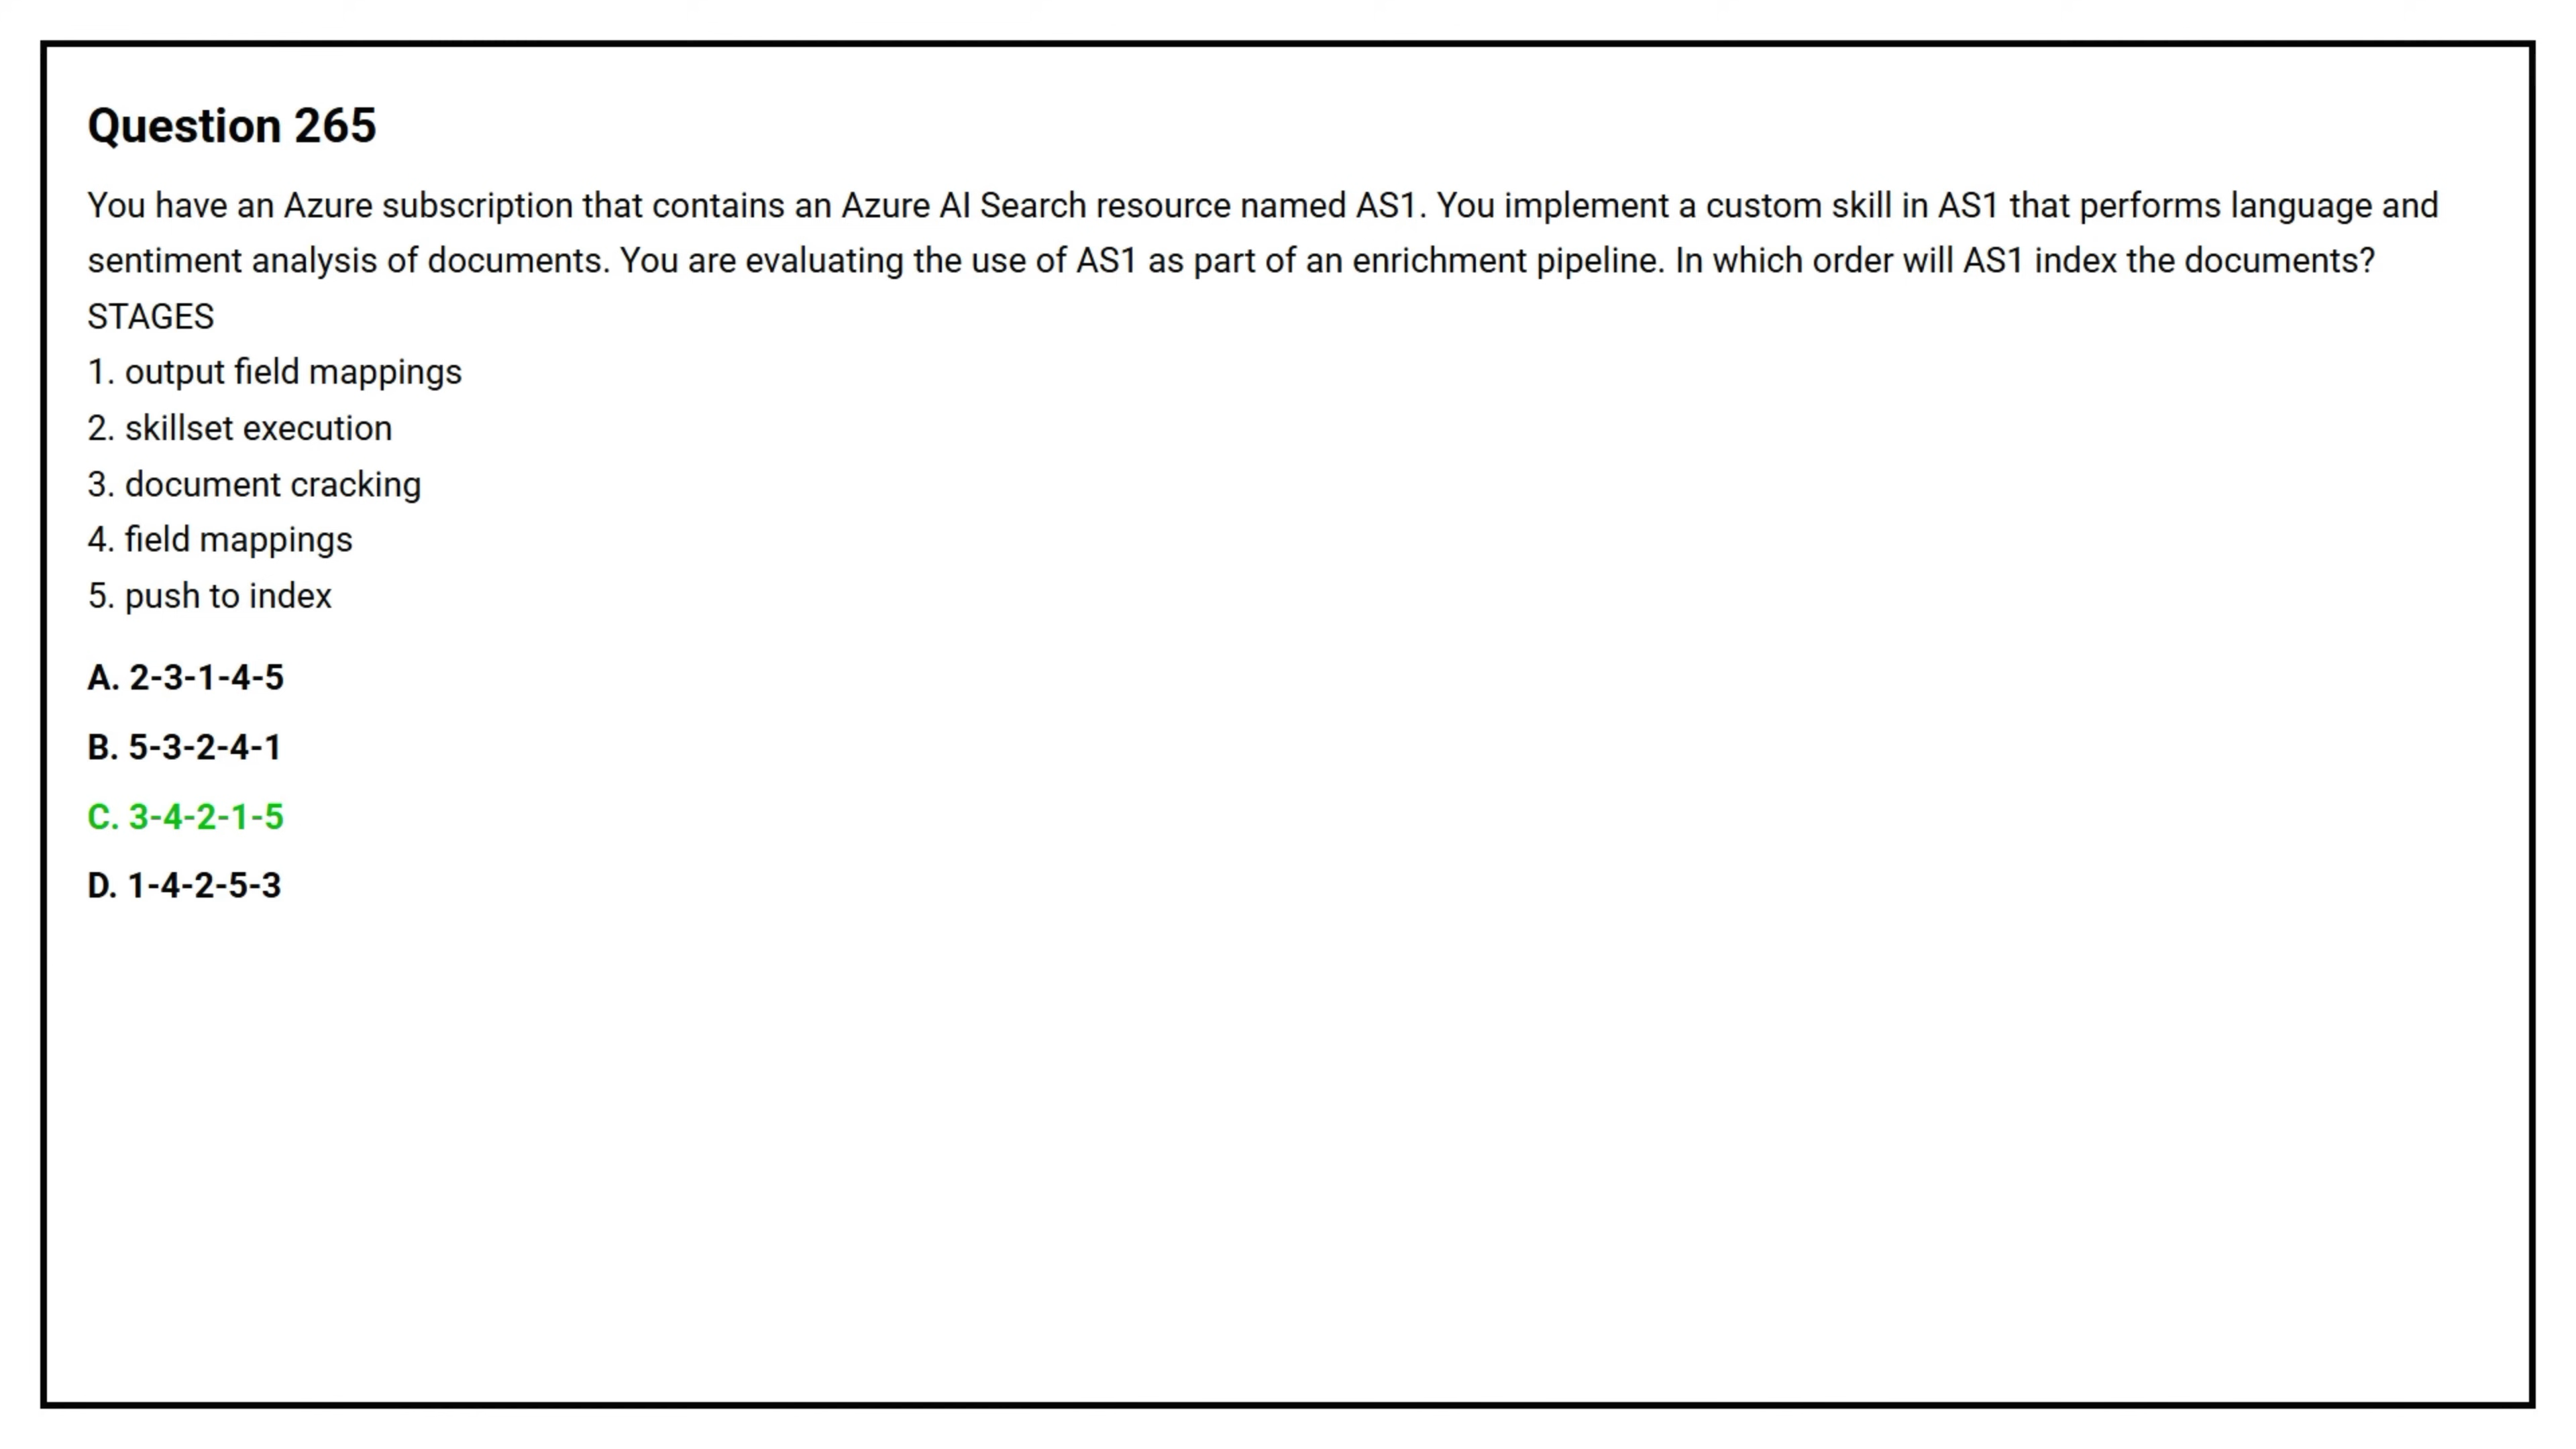 Question 265
You have an Azure subscription that contains an Azure AI Search resource named AS1. You implement a custom skill in AS1 that performs language and
sentiment analysis of documents. You are evaluating the use of AS1 as part of an enrichment pipeline. In which order will AS1 index the documents?
STAGES
1. output field mappings
2. skillset execution
3. document cracking
4. field mappings
5. push to index
A. 2-3-1-4-5
B. 5-3-2-4-1
C. 3-4-2-1-5
D. 1-4-2-5-3